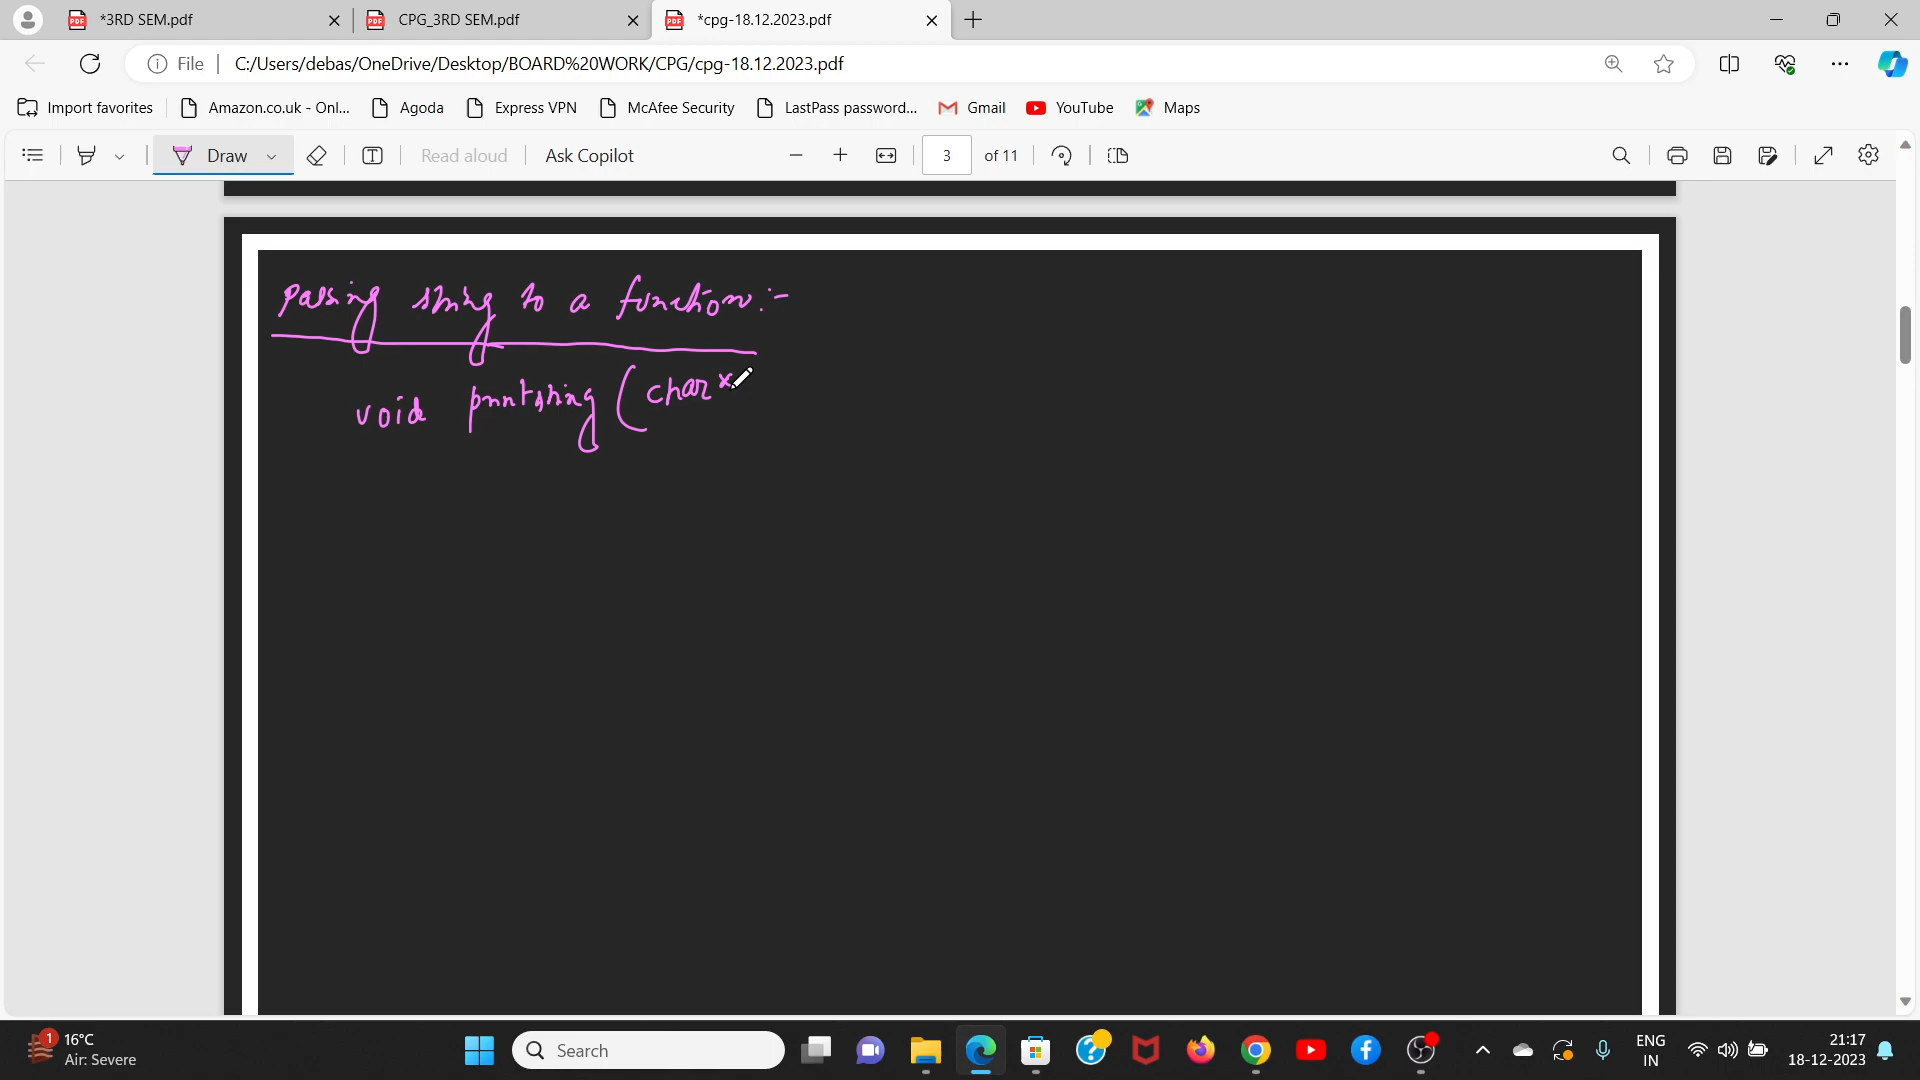 *3RD SEM.pdf
CPG_3RD SEM.pdf
*cpg-18.12.2023.pdf
File
C:/Users/debas/OneDrive/Desktop/BOARD%20WORK/CPG/cpg-18.12.2023.pdf
Import favorites
Amazon.co.uk - Onl...
Agoda
Express VPN
McAfee Security
LastPass password...
Gmail
YouTube
Maps
Draw
Read aloud
Ask Copilot
3 of 11
Passing string to a function :-
void printstring (char *
1
16°C
Air: Severe
Search
ENG
IN
21:17
18-12-2023